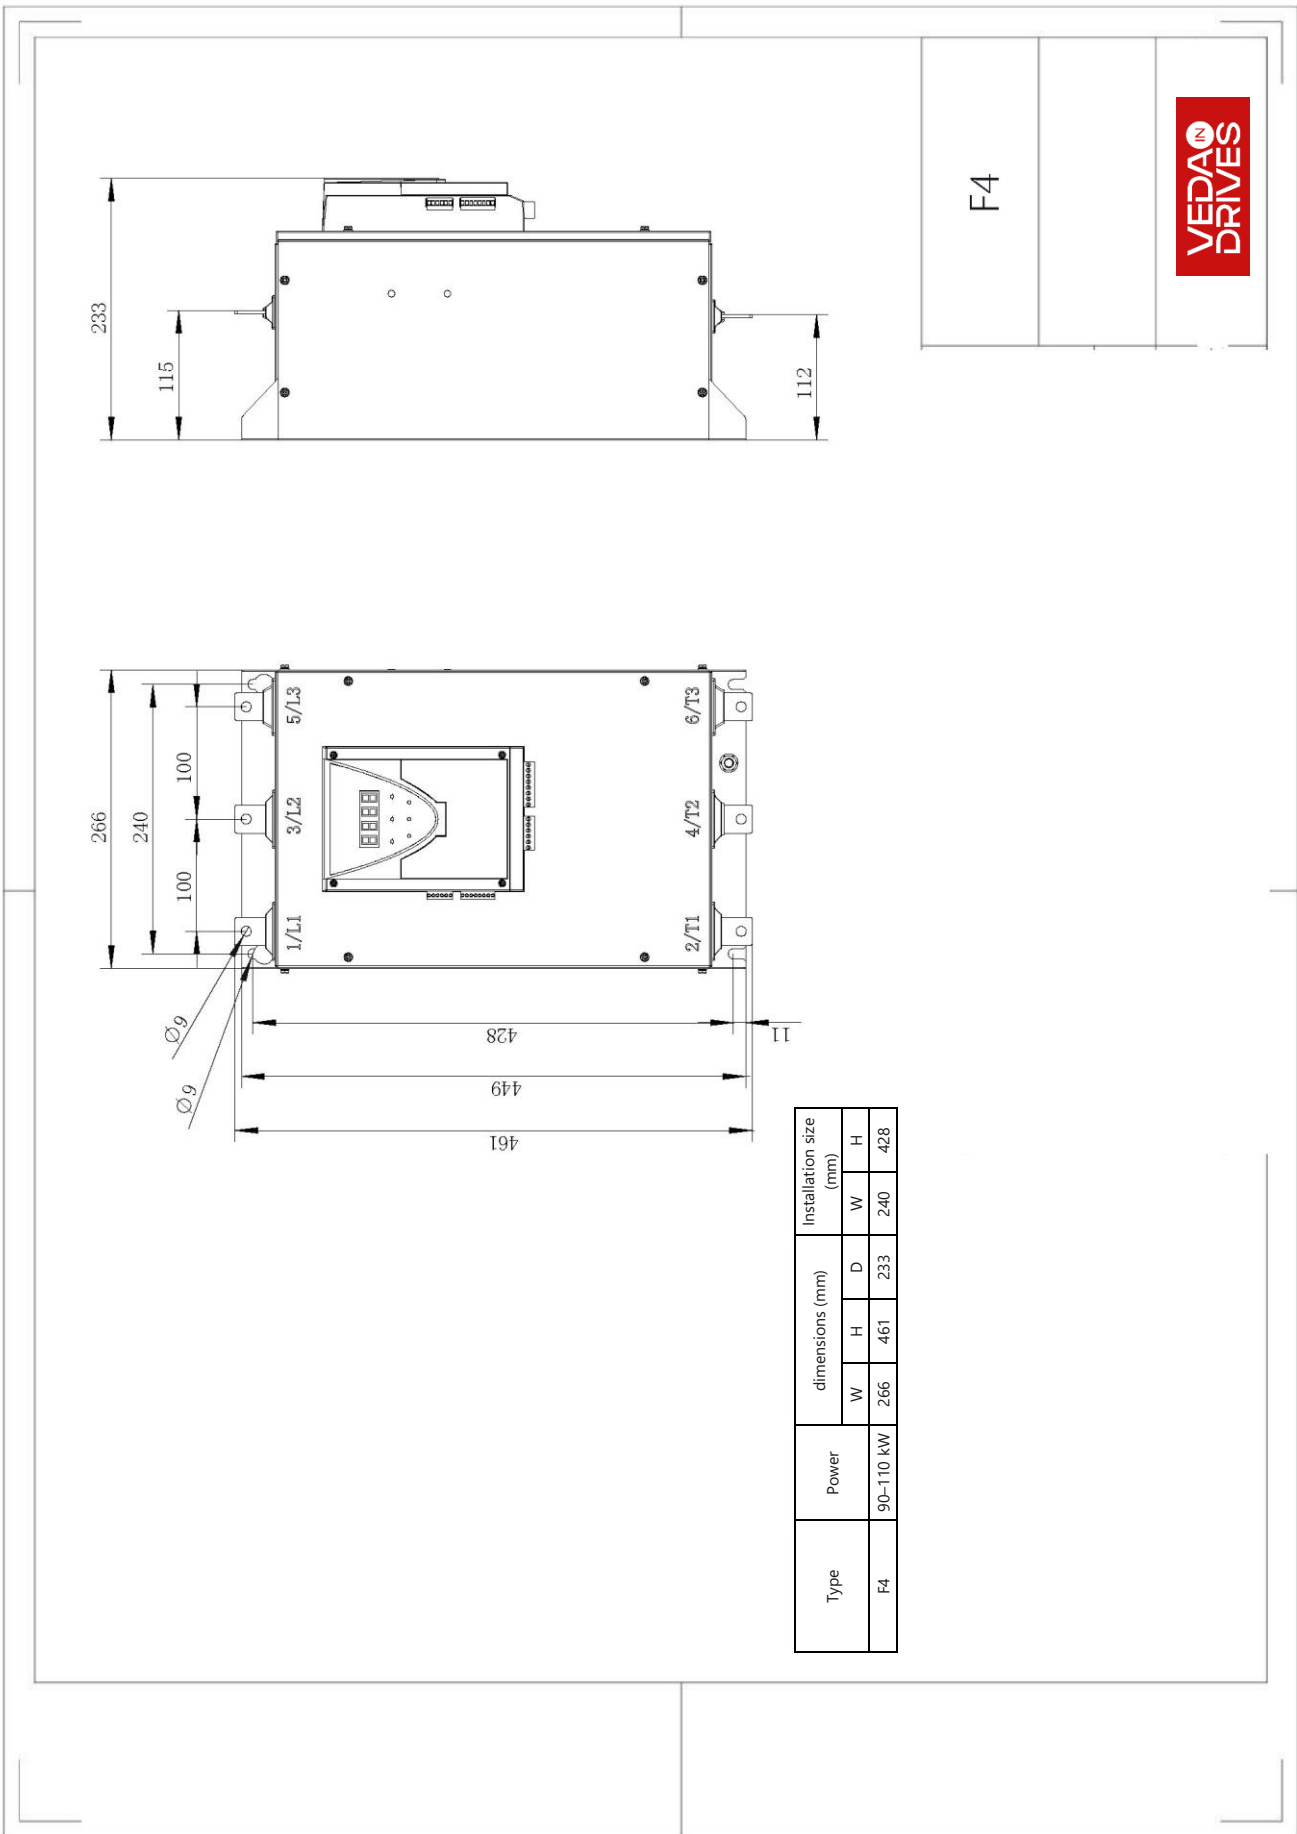 233
115
112
F4
VEDA IN
DRIVES
266
240
100
100
5/L3
3/L2
1/L1
6/T3
4/T2
2/T1
Ø9
Ø9
428
11
449
461
Type Power dimensions (mm) Installation size
(mm)
W H D W H
F4 90–110 kW 266 461 233 240 428